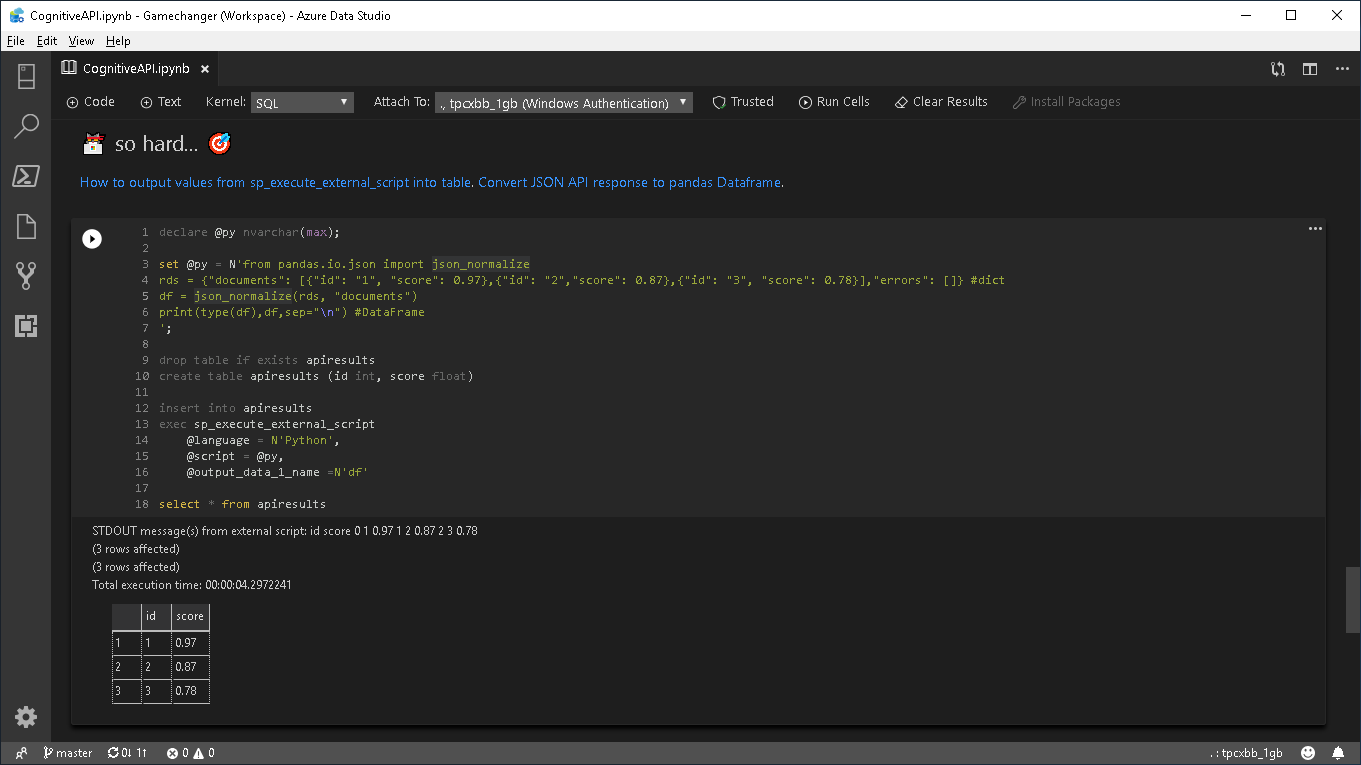 CognitiveAPI.ipynb - Gamechanger (Workspace) - Azure Data Studio
File Edit View Help
CognitiveAPI.ipynb
Code Text Kernel: SQL Attach To: ., tpcxbb_1gb (Windows Authentication) Trusted Run Cells Clear Results Install Packages
so hard...
How to output values from sp_execute_external_script into table. Convert JSON API response to pandas Dataframe.
1 declare @py nvarchar(max);
2
3 set @py = N'from pandas.io.json import json_normalize
4 rds = {"documents": [{"id": "1", "score": 0.97},{"id": "2","score": 0.87},{"id": "3", "score": 0.78}],"errors": []} #dict
5 df = json_normalize(rds, "documents")
6 print(type(df),df,sep="\n") #DataFrame
7 ';
8
9 drop table if exists apiresults
10 create table apiresults (id int, score float)
11
12 insert into apiresults
13 exec sp_execute_external_script
14 @language = N'Python',
15 @script = @py,
16 @output_data_1_name =N'df'
17
18 select * from apiresults
STDOUT message(s) from external script: id score 0 1 0.97 1 2 0.87 2 3 0.78
(3 rows affected)
(3 rows affected)
Total execution time: 00:00:04.2972241
id score
1 1 0.97
2 2 0.87
3 3 0.78
master 0↓ 1↑ 0 0 . : tpcxbb_1gb